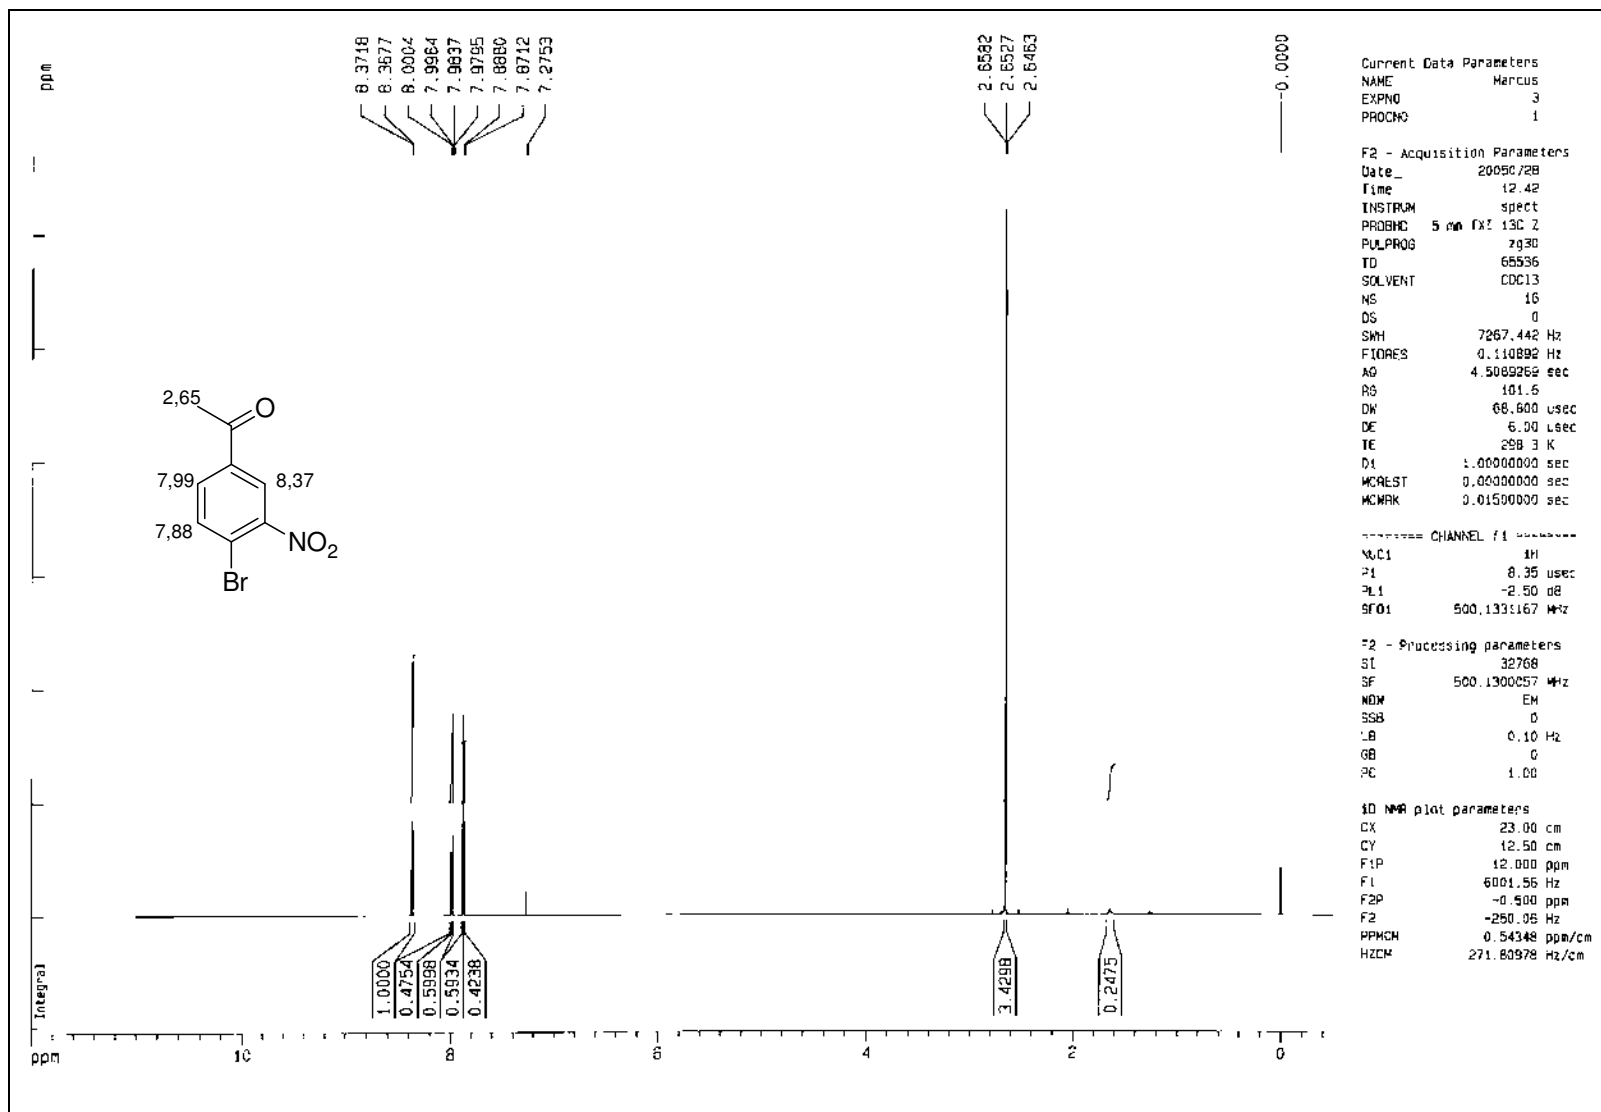 ppm
8.3718
8.3677
8.0004
7.9964
7.9837
7.9795
7.8880
7.8712
7.2753
2.6582
2.6527
2.6463
-0.0000
2,65
O
7,99
8,37
7,88
NO2
Br
Integral
1.0000
0.4754
0.5998
0.5934
0.4238
3.4298
0.2475
ppm
10
8
6
4
2
0
Current Data Parameters
NAME Marcus
EXPNO 3
PROCNO 1
F2 - Acquisition Parameters
Date_ 20050728
Time 12.42
INSTRUM spect
PROBHD 5 mm TXI 13C Z
PULPROG zg30
TD 65536
SOLVENT CDCl3
NS 16
DS 0
SWH 7267.442 Hz
FIDRES 0.110892 Hz
AQ 4.5089269 sec
RG 101.6
DW 68.800 usec
DE 6.00 usec
TE 298.3 K
D1 1.00000000 sec
MCREST 0.00000000 sec
MCWRK 0.01500000 sec
======== CHANNEL f1 ========
NUC1 1H
P1 8.35 usec
PL1 -2.50 dB
SFO1 500.1331167 MHz
F2 - Processing parameters
SI 32768
SF 500.1300057 MHz
WDW EM
SSB 0
LB 0.10 Hz
GB 0
PC 1.00
1D NMR plot parameters
CX 23.00 cm
CY 12.50 cm
F1P 12.000 ppm
F1 6001.56 Hz
F2P -0.500 ppm
F2 -250.06 Hz
PPMCM 0.54348 ppm/cm
HZCM 271.80978 Hz/cm